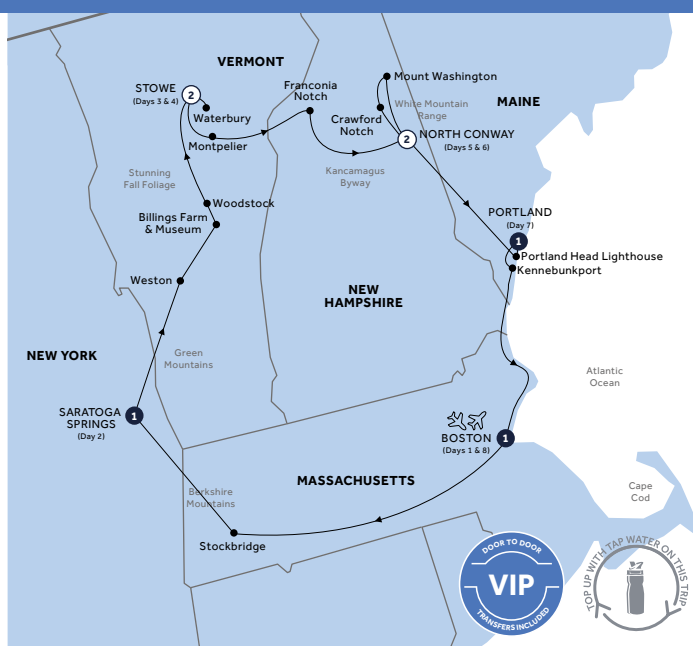 VERMONT
STOWE
(Days 3 & 4)
2
Waterbury
Montpelier
Franconia
Notch
Mount Washington
White Mountain
Range
Crawford
Notch
MAINE
2
NORTH CONWAY
(Days 5 & 6)
Kancamagus
Byway
Stunning
Fall Foliage
Woodstock
Billings Farm
& Museum
PORTLAND
(Day 7)
1
Portland Head Lighthouse
Kennebunkport
Weston
NEW
HAMPSHIRE
NEW YORK
Green
Mountains
Atlantic
Ocean
SARATOGA
SPRINGS
(Day 2)
1
BOSTON
(Days 1 & 8)
1
MASSACHUSETTS
Berkshire
Mountains
Cape
Cod
Stockbridge
DOOR TO DOOR
VIP
TRANSFERS INCLUDED
TOP UP WITH TAP WATER ON THIS TRIP